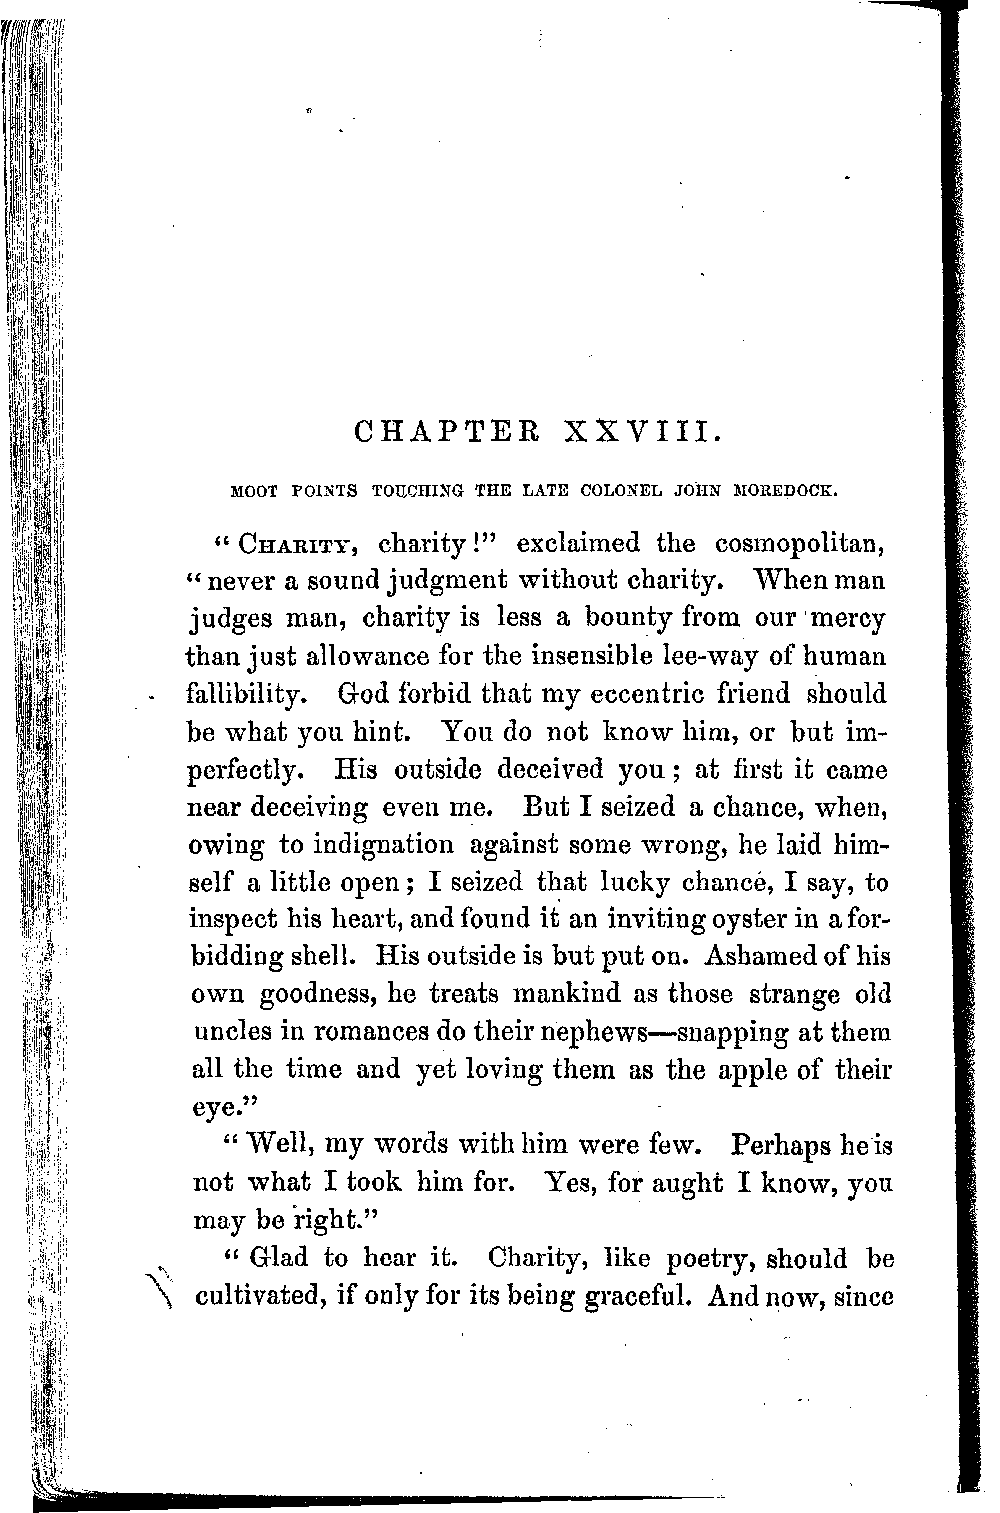 CHAPTER XXVIII.
MOOT POINTS TOUCHING THE LATE COLONEL JOHN MOREDOCK.
“ CHARITY, charity !” exclaimed the cosmopolitan,
“ never a sound judgment without charity. When man
judges man, charity is less a bounty from our mercy
than just allowance for the insensible lee-way of human
fallibility. God forbid that my eccentric friend should
be what you hint. You do not know him, or but im-
perfectly. His outside deceived you ; at first it came
near deceiving even me. But I seized a chance, when,
owing to indignation against some wrong, he laid him-
self a little open ; I seized that lucky chance, I say, to
inspect his heart, and found it an inviting oyster in a for-
bidding shell. His outside is but put on. Ashamed of his
own goodness, he treats mankind as those strange old
uncles in romances do their nephews—snapping at them
all the time and yet loving them as the apple of their
eye.”
“ Well, my words with him were few. Perhaps he is
not what I took him for. Yes, for aught I know, you
may be right.”
“ Glad to hear it. Charity, like poetry, should be
cultivated, if only for its being graceful. And now, since